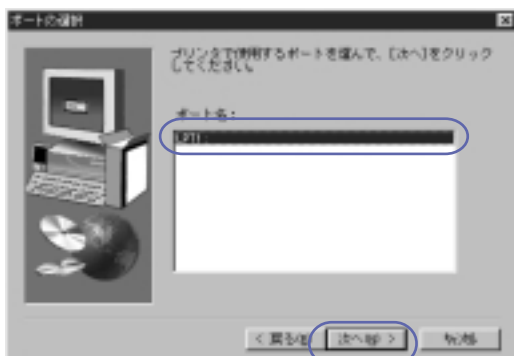 ポートの選択
プリンタで使用するポートを選んで、[次へ]をクリック
してください。
ポート名:
LPT1:
< 戻る(B)
次へ(N) >
キャンセル